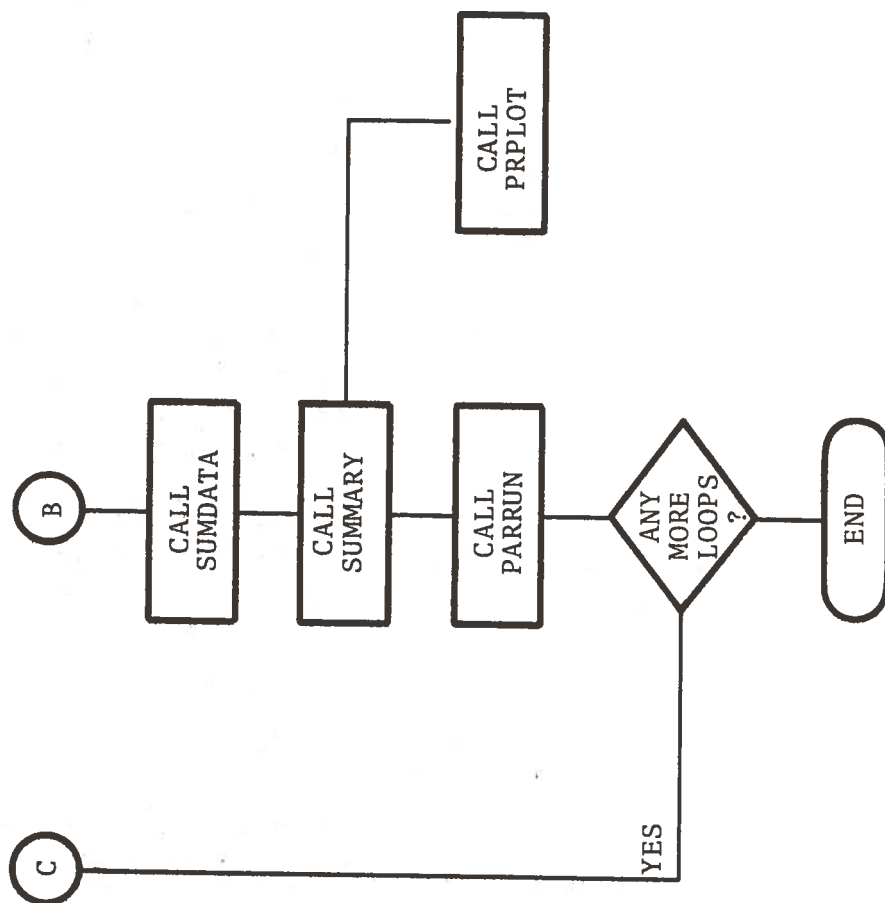 C
B
CALL
SUMDATA
CALL
SUMMARY
CALL
PRPLOT
CALL
PARRUN
ANY
MORE
LOOPS
?
YES
END